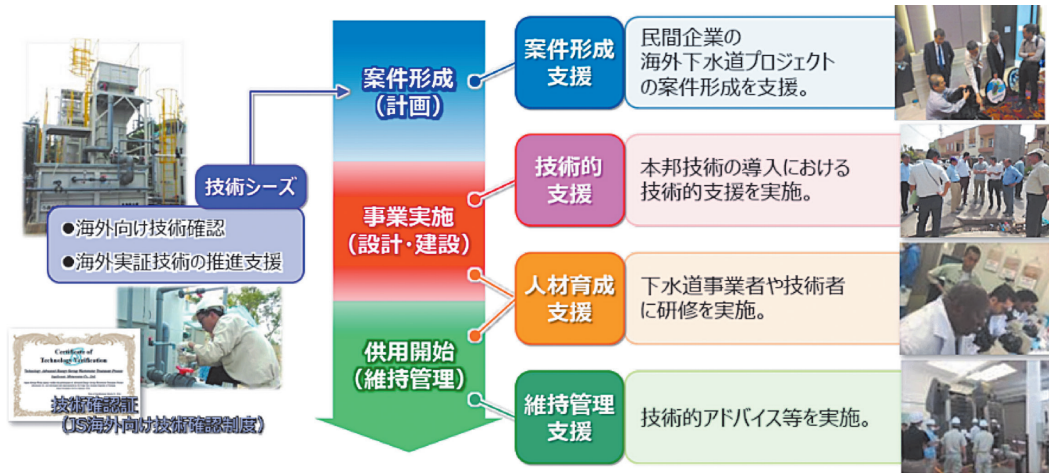 技術シーズ
●海外向け技術確認
●海外実証技術の推進支援
Certificate of
Technology Verification
技術確認証
(JS海外向け技術確認制度)
案件形成
(計画)
事業実施
(設計・建設)
供用開始
(維持管理)
案件形成
支援
民間企業の
海外下水道プロジェクト
の案件形成を支援。
技術的
支援
本邦技術の導入における
技術的支援を実施。
人材育成
支援
下水道事業者や技術者
に研修を実施。
維持管理
支援
技術的アドバイス等を実施。